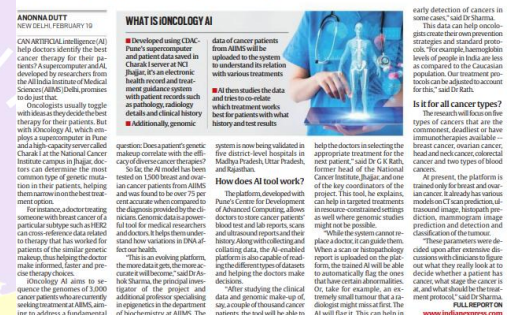 ANONNA DUTT
NEW DELHI, FEBRUARY 19
CAN ARTIFICIAL intelligence (AI)
help doctors identify the best
cancer therapy for their pa-
tients? A supercomputer and AI,
developed by researchers from
the All India Institute of Medical
Sciences (AIIMS) Delhi, promises
to do just that.
Oncologists usually toggle
with ideas as they decide the best
therapy for their patients. But
with iOncology AI, which em-
ploys a supercomputer in Pune
and a high-capacity server called
Charak I at the National Cancer
Institute campus in Jhajjar, doc-
tors can determine the most
common type of genetic muta-
tion in their patients, helping
them narrow in on the best treat-
ment option.
For instance, a doctor treating
someone with breast cancer of a
particular subtype such as HER2
can cross-reference data related
to therapy that has worked for
patients of the similar genetic
makeup, thus helping the doctor
make informed, faster and pre-
cise therapy choices.
iOncology AI aims to se-
quence the genomes of 3,000
cancer patients who are currently
seeking treatment at AIIMS, aim-
ing to address a fundamental
WHAT IS iONCOLOGY AI
■ Developed using CDAC-
Pune's supercomputer
and patient data saved in
Charak I server at NCI
Jhajjar, it's an electronic
health record and treat-
ment guidance system
with patient records such
as pathology, radiology
details and clinical history
■ Additionally, genomic
data of cancer patients
from AIIMS will be
uploaded to the system
to understand its relation
with various treatments
■ AI then studies the data
and tries to co-relate
which treatment works
best for patients with what
history and test results
question: Does a patient's genetic
makeup correlate with the effi-
cacy of diverse cancer therapies?
So far, the AI model has been
tested on 1,500 breast and ovar-
ian cancer patients from AIIMS
and was found to be over 75 per
cent accurate when compared to
the diagnosis provided by the cli-
nicians. Genomic data is a power-
ful tool for medical researchers
and doctors. It helps them under-
stand how variations in DNA af-
fect our health.
"This is an evolving platform,
the more data it gets, the more ac-
curate it will become," said Dr As-
hok Sharma, the principal inves-
tigator of the project and
additional professor specialising
in epigenetics in the department
of biochemistry at AIIMS. The
system is now being validated in
five district-level hospitals in
Madhya Pradesh, Uttar Pradesh,
and Rajasthan.
How does AI tool work?
The platform, developed with
Pune's Centre for Development
of Advanced Computing, allows
doctors to store cancer patients'
blood test and lab reports, scans
and ultrasound reports and their
history. Along with collecting and
collating data, the AI-enabled
platform is also capable of read-
ing the different types of datasets
and helping the doctors make
decisions.
"After studying the clinical
data and genomic make-up of,
say, a couple of thousand cancer
patients, the tool will be able to
help the doctors in selecting the
appropriate treatment for the
next patient," said Dr G K Rath,
former head of the National
Cancer Institute, Jhajjar, and one
of the key coordinators of the
project. This tool, he explains,
can help in targeted treatments
in resource-constrained settings
as well where genomic studies
might not be possible.
"While the system cannot re-
place a doctor, it can guide them.
When a scan or histopathology
report is uploaded on the plat-
form, the trained AI will be able
to automatically flag the ones
that have certain abnormalities.
Or, take for example, an ex-
tremely small tumour that a ra-
diologist might miss at first. The
AI will flag it. This can help in
early detection of cancers in
some cases," said Dr Sharma.
This data can help oncolo-
gists create their own prevention
strategies and standard proto-
cols. "For example, haemoglobin
levels of people in India are less
as compared to the Caucasian
population. Our treatment pro-
tocols can be adjusted to account
for this," said Dr Rath.
Is it for all cancer types?
The research will focus on five
types of cancers that are the
commonest, deadliest or have
immunotherapies available --
breast cancer, ovarian cancer,
head and neck cancer, colorectal
cancer and two types of blood
cancers.
At present, the platform is
trained only for breast and ovar-
ian cancer. It already has various
models on CT scan prediction, ul-
trasound image, histopath pre-
diction, mammogram image
prediction and detection and
classification of the tumour.
"These parameters were de-
cided upon after extensive dis-
cussions with clinicians to figure
out what they really look at to
decide whether a patient has
cancer, what stage the cancer is
at, and what should be the treat-
ment protocol," said Dr Sharma.
FULL REPORT ON
www.indianexpress.com